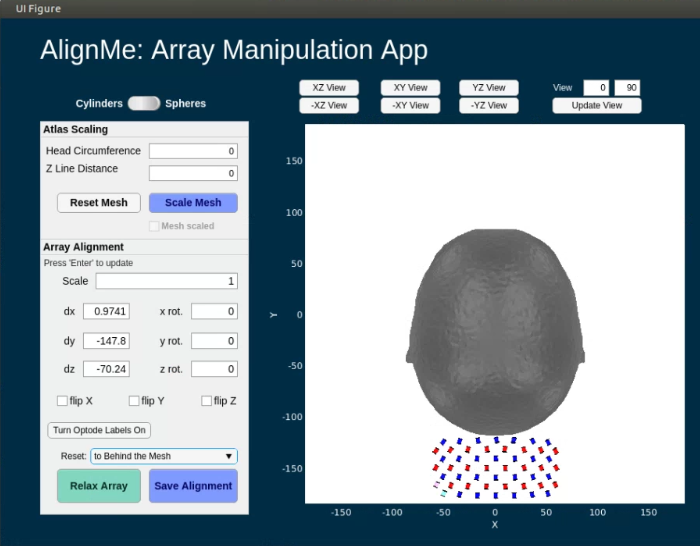 UI Figure
AlignMe: Array Manipulation App
XZ View XY View YZ View View 0 90
-XZ View -XY View -YZ View Update View
Cylinders Spheres
Atlas Scaling
Head Circumference 0
Z Line Distance 0
Reset Mesh Scale Mesh
Mesh scaled
Array Alignment
Press 'Enter' to update
Scale 1
dx 0.9741 x rot. 0
dy -147.8 y rot. 0
dz -70.24 z rot. 0
flip X flip Y flip Z
Turn Optode Labels On
Reset: to Behind the Mesh
Relax Array Save Alignment
150
100
50
0
-50
-100
-150
Y
-150 -100 -50 0 50 100 150
X